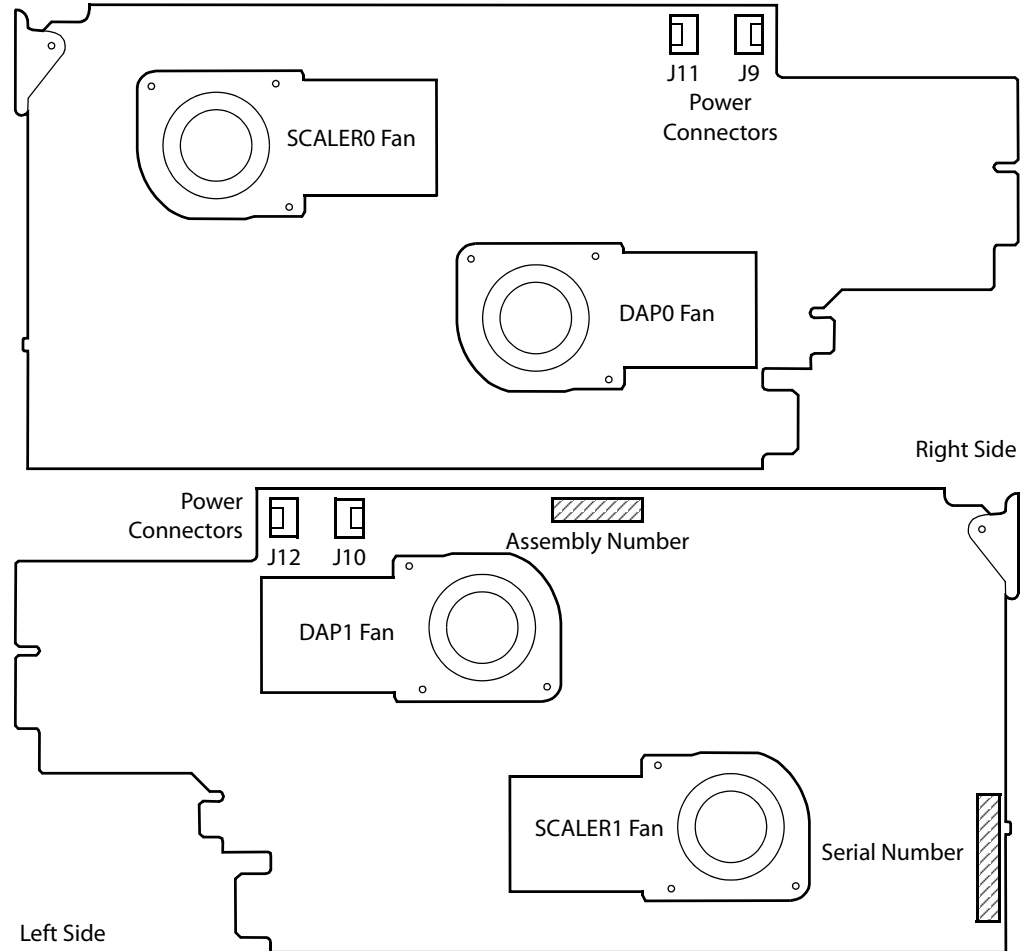 J11 J9
Power
Connectors
SCALER0 Fan
DAP0 Fan
Right Side
Power
Connectors
J12 J10
Assembly Number
DAP1 Fan
SCALER1 Fan
Serial Number
Left Side